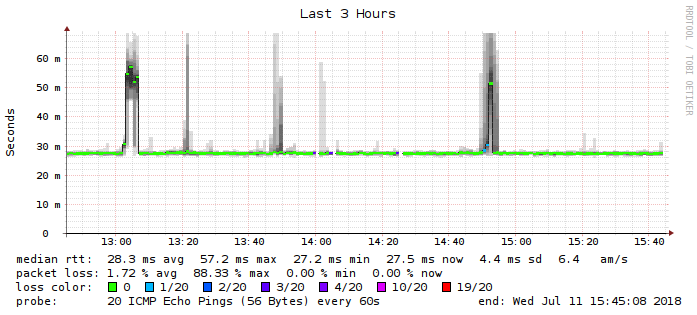 Last 3 Hours
RRDTOOL / TOBI OETIKER
Seconds
60 m
50 m
40 m
30 m
20 m
10 m
0
13:00 13:20 13:40 14:00 14:20 14:40 15:00 15:20 15:40
median rtt: 28.3 ms avg 57.2 ms max 27.2 ms min 27.5 ms now 4.4 ms sd 6.4 am/s
packet loss: 1.72 % avg 88.33 % max 0.00 % min 0.00 % now
loss color: 0 1/20 2/20 3/20 4/20 10/20 19/20
probe: 20 ICMP Echo Pings (56 Bytes) every 60s end: Wed Jul 11 15:45:08 2018